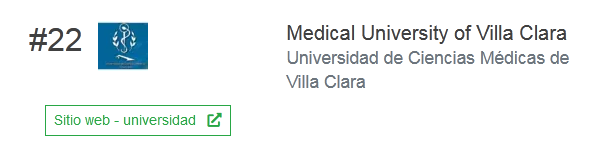 #22
Medical University of Villa Clara
Universidad de Ciencias Médicas de
Villa Clara
Sitio web - universidad